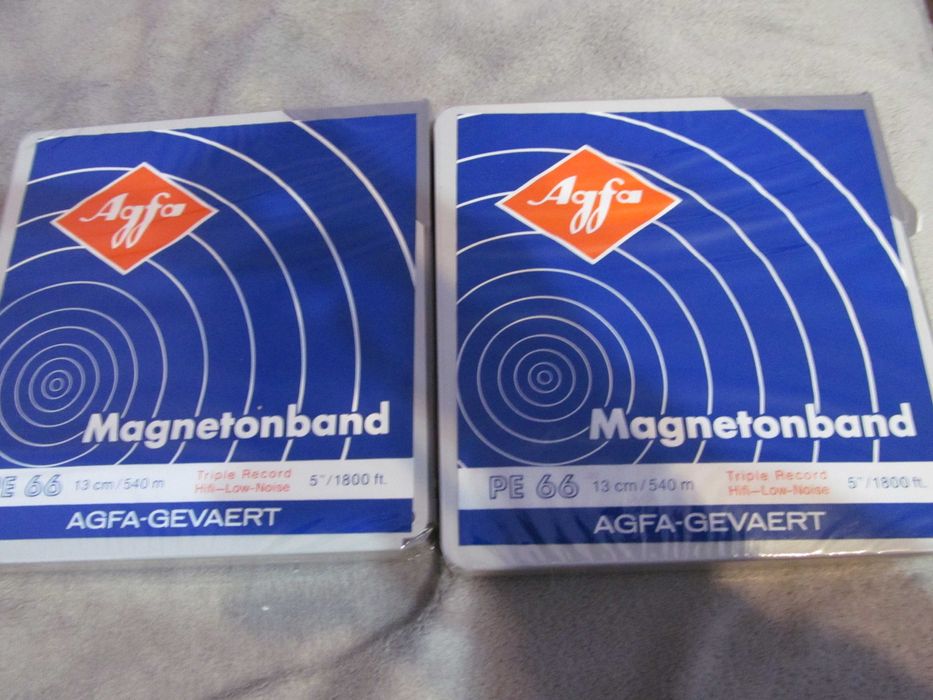 Agfa
Magnetonband
PE 66 13 cm/540 m Triple Record Hifi-Low-Noise 5"/1800 ft.
AGFA-GEVAERT
Agfa
Magnetonband
PE 66 13 cm/540 m Triple Record Hifi-Low-Noise 5"/1800 ft.
AGFA-GEVAERT